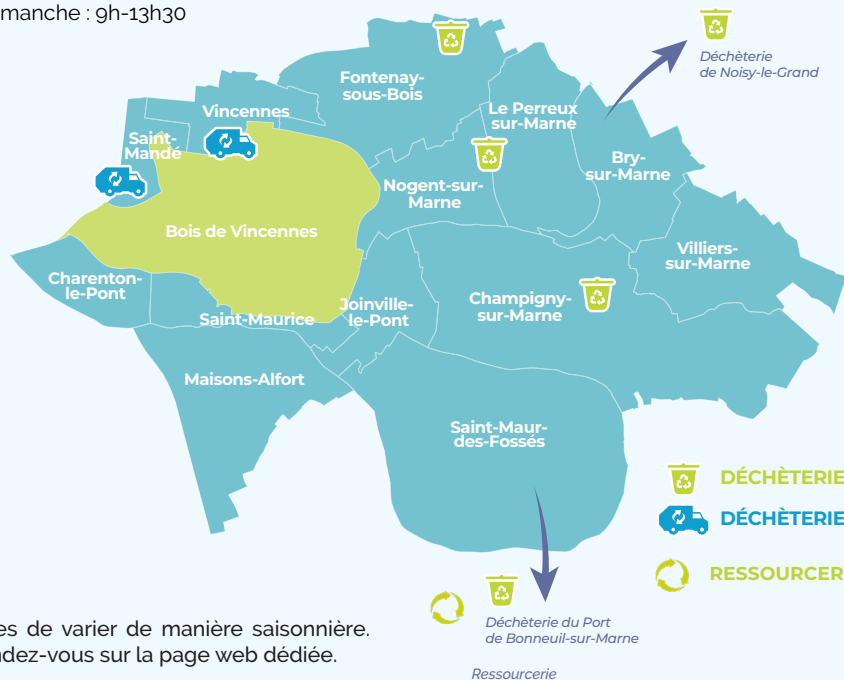 manche : 9h-13h30
Déchèterie
de Noisy-le-Grand
Fontenay-
sous-Bois
Vincennes
Le Perreux
sur-Marne
Saint-
Mandé
Bry-
sur-Marne
Nogent-sur-
Marne
Bois de Vincennes
Villiers-
sur-Marne
Charenton-
le-Pont
Saint-Maurice
Joinville-
le-Pont
Champigny-
sur-Marne
Maisons-Alfort
Saint-Maur-
des-Fossés
DÉCHÈTERIE
DÉCHÈTERIE
RESSOURCER
Déchèterie du Port
de Bonneuil-sur-Marne
Ressourcerie
es de varier de manière saisonnière.
ndez-vous sur la page web dédiée.